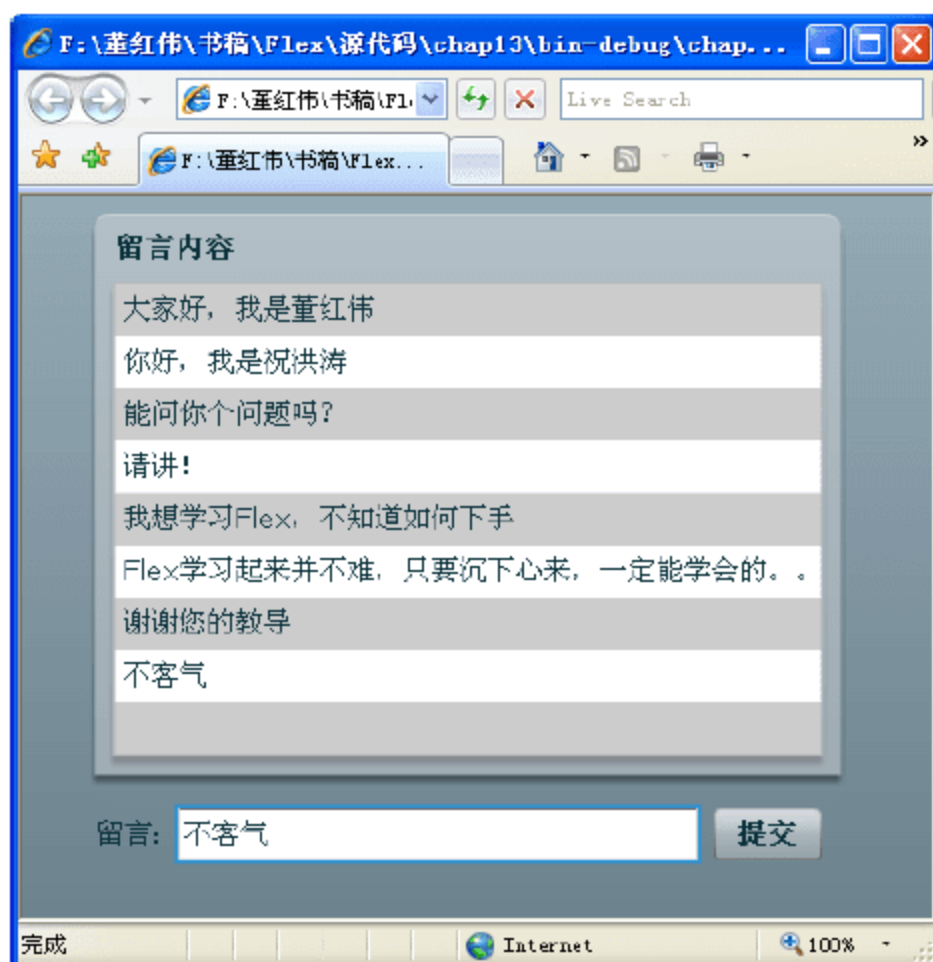 F:\董红伟\书稿\Flex\源代码\chap13\bin-debug\chap...
F:\董红伟\书稿\Fl
Live Search
F:\董红伟\书稿\Flex...
留言内容
大家好，我是董红伟
你好，我是祝洪涛
能问你个问题吗？
请讲！
我想学习Flex，不知道如何下手
Flex学习起来并不难，只要沉下心来，一定能学会的。。
谢谢您的教导
不客气
留言: 不客气 提交
完成 Internet 100%